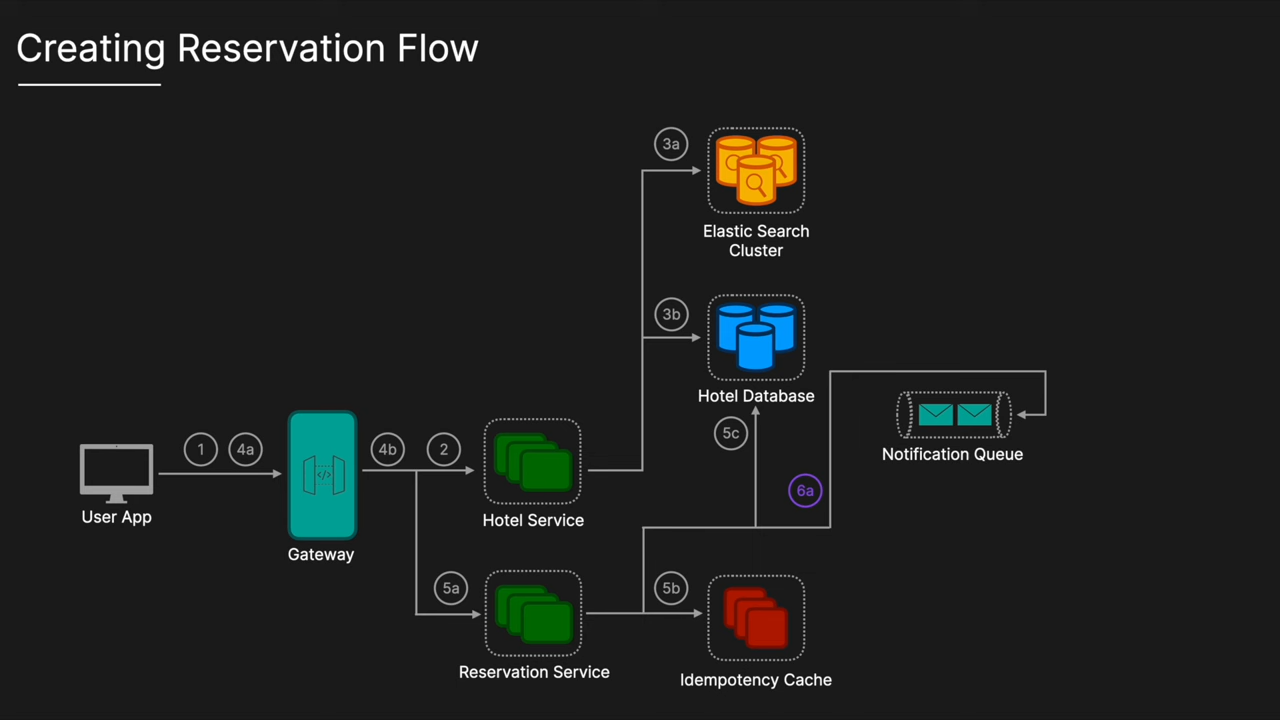 Creating Reservation Flow
3a
Elastic Search
Cluster
3b
Hotel Database
5c
Notification Queue
6a
1
4a
4b
2
User App
</>
Gateway
Hotel Service
5a
5b
Reservation Service
Idempotency Cache